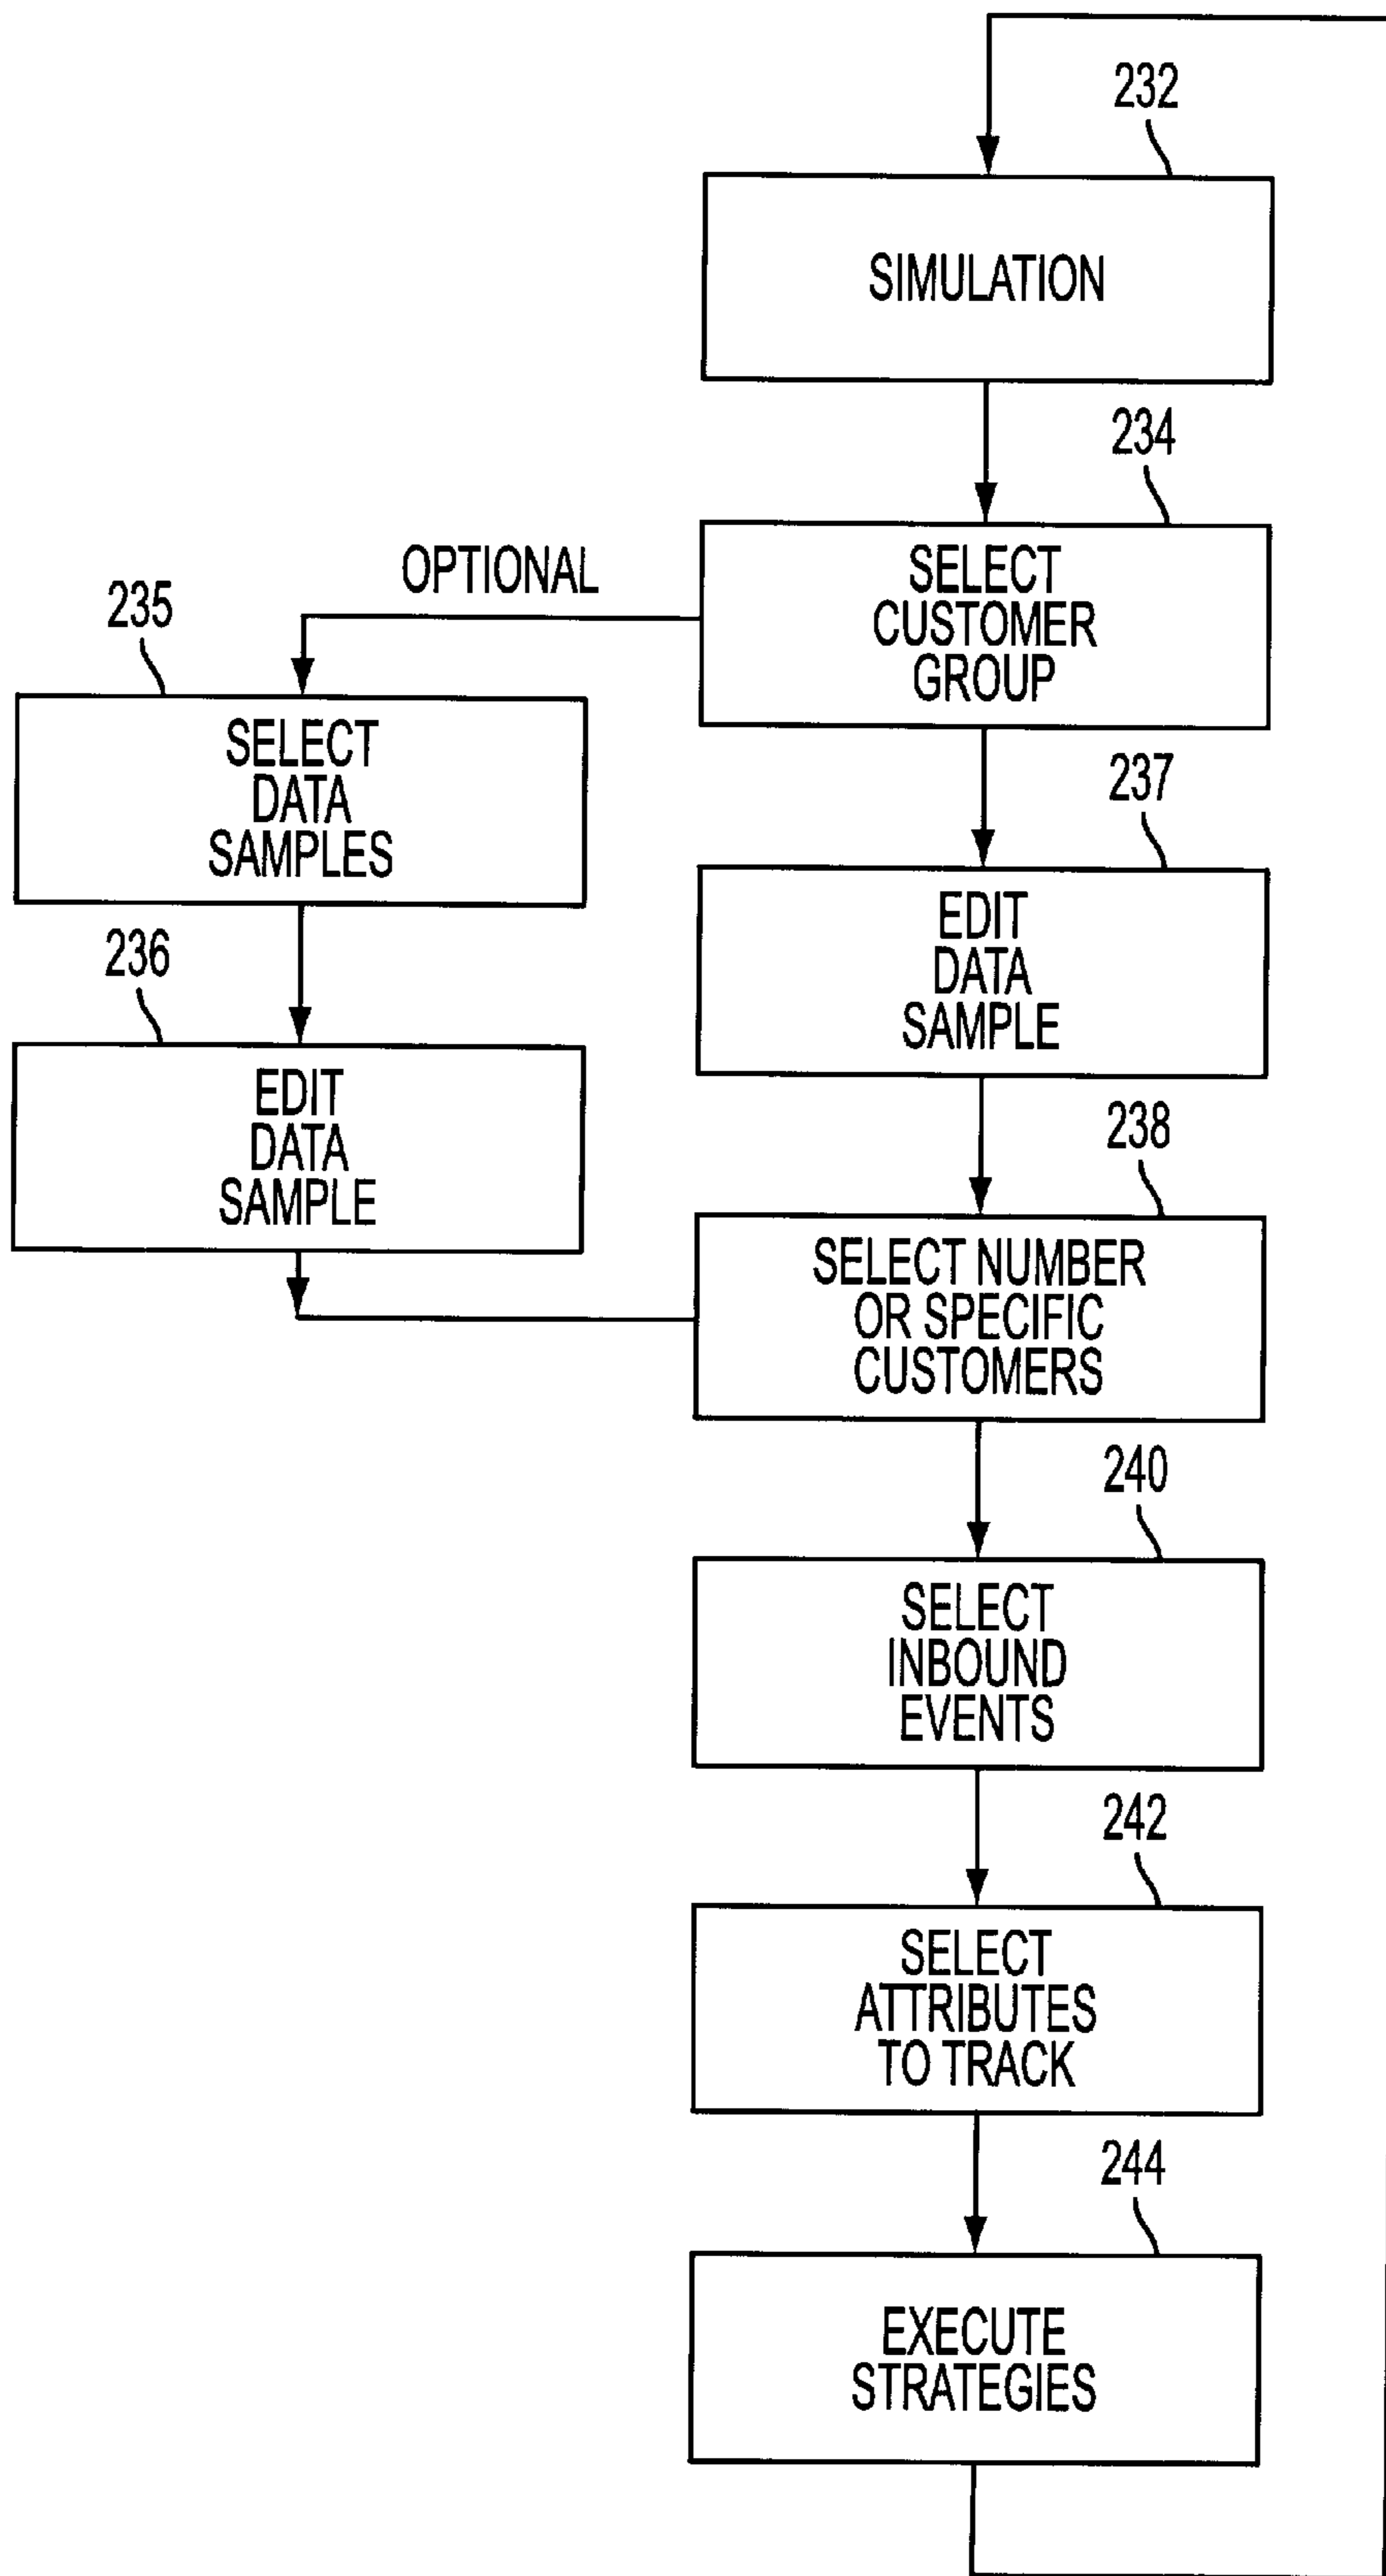 232
SIMULATION
234
SELECT
CUSTOMER
GROUP
OPTIONAL
235
SELECT
DATA
SAMPLES
237
EDIT
DATA
SAMPLE
236
EDIT
DATA
SAMPLE
238
SELECT NUMBER
OR SPECIFIC
CUSTOMERS
240
SELECT
INBOUND
EVENTS
242
SELECT
ATTRIBUTES
TO TRACK
244
EXECUTE
STRATEGIES